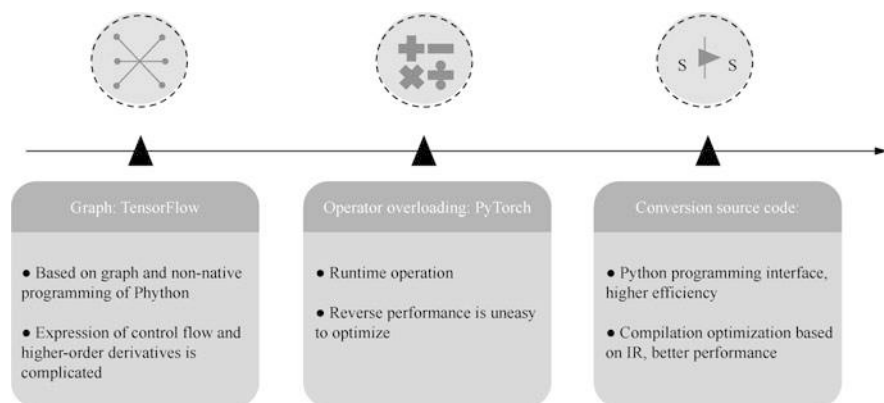 S S
Graph: TensorFlow
● Based on graph and non-native
programming of Phython
● Expression of control flow and
higher-order derivatives is
complicated
Operator overloading: PyTorch
● Runtime operation
● Reverse performance is uneasy
to optimize
Conversion source code:
● Python programming interface,
higher efficiency
● Compilation optimization based
on IR, better performance